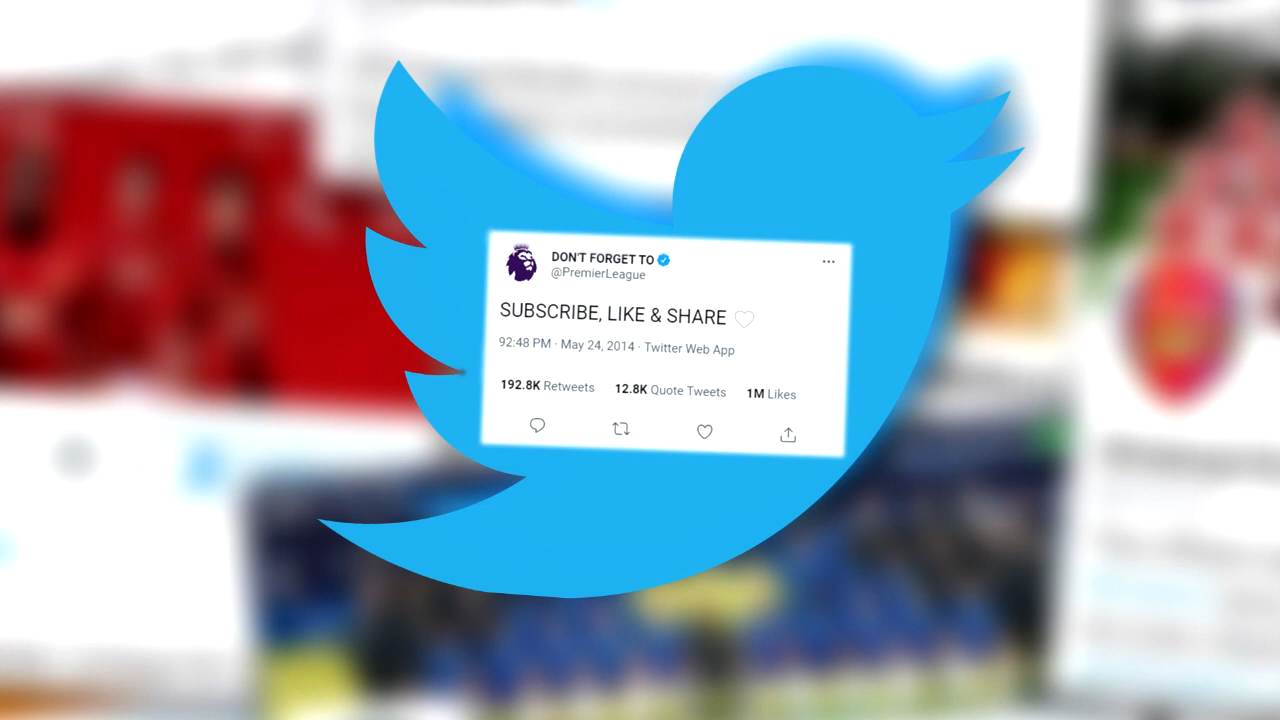 DON'T FORGET TO
@PremierLeague
SUBSCRIBE, LIKE & SHARE 🤍
92:48 PM · May 24, 2014 · Twitter Web App
192.8K Retweets 12.8K Quote Tweets 1M Likes